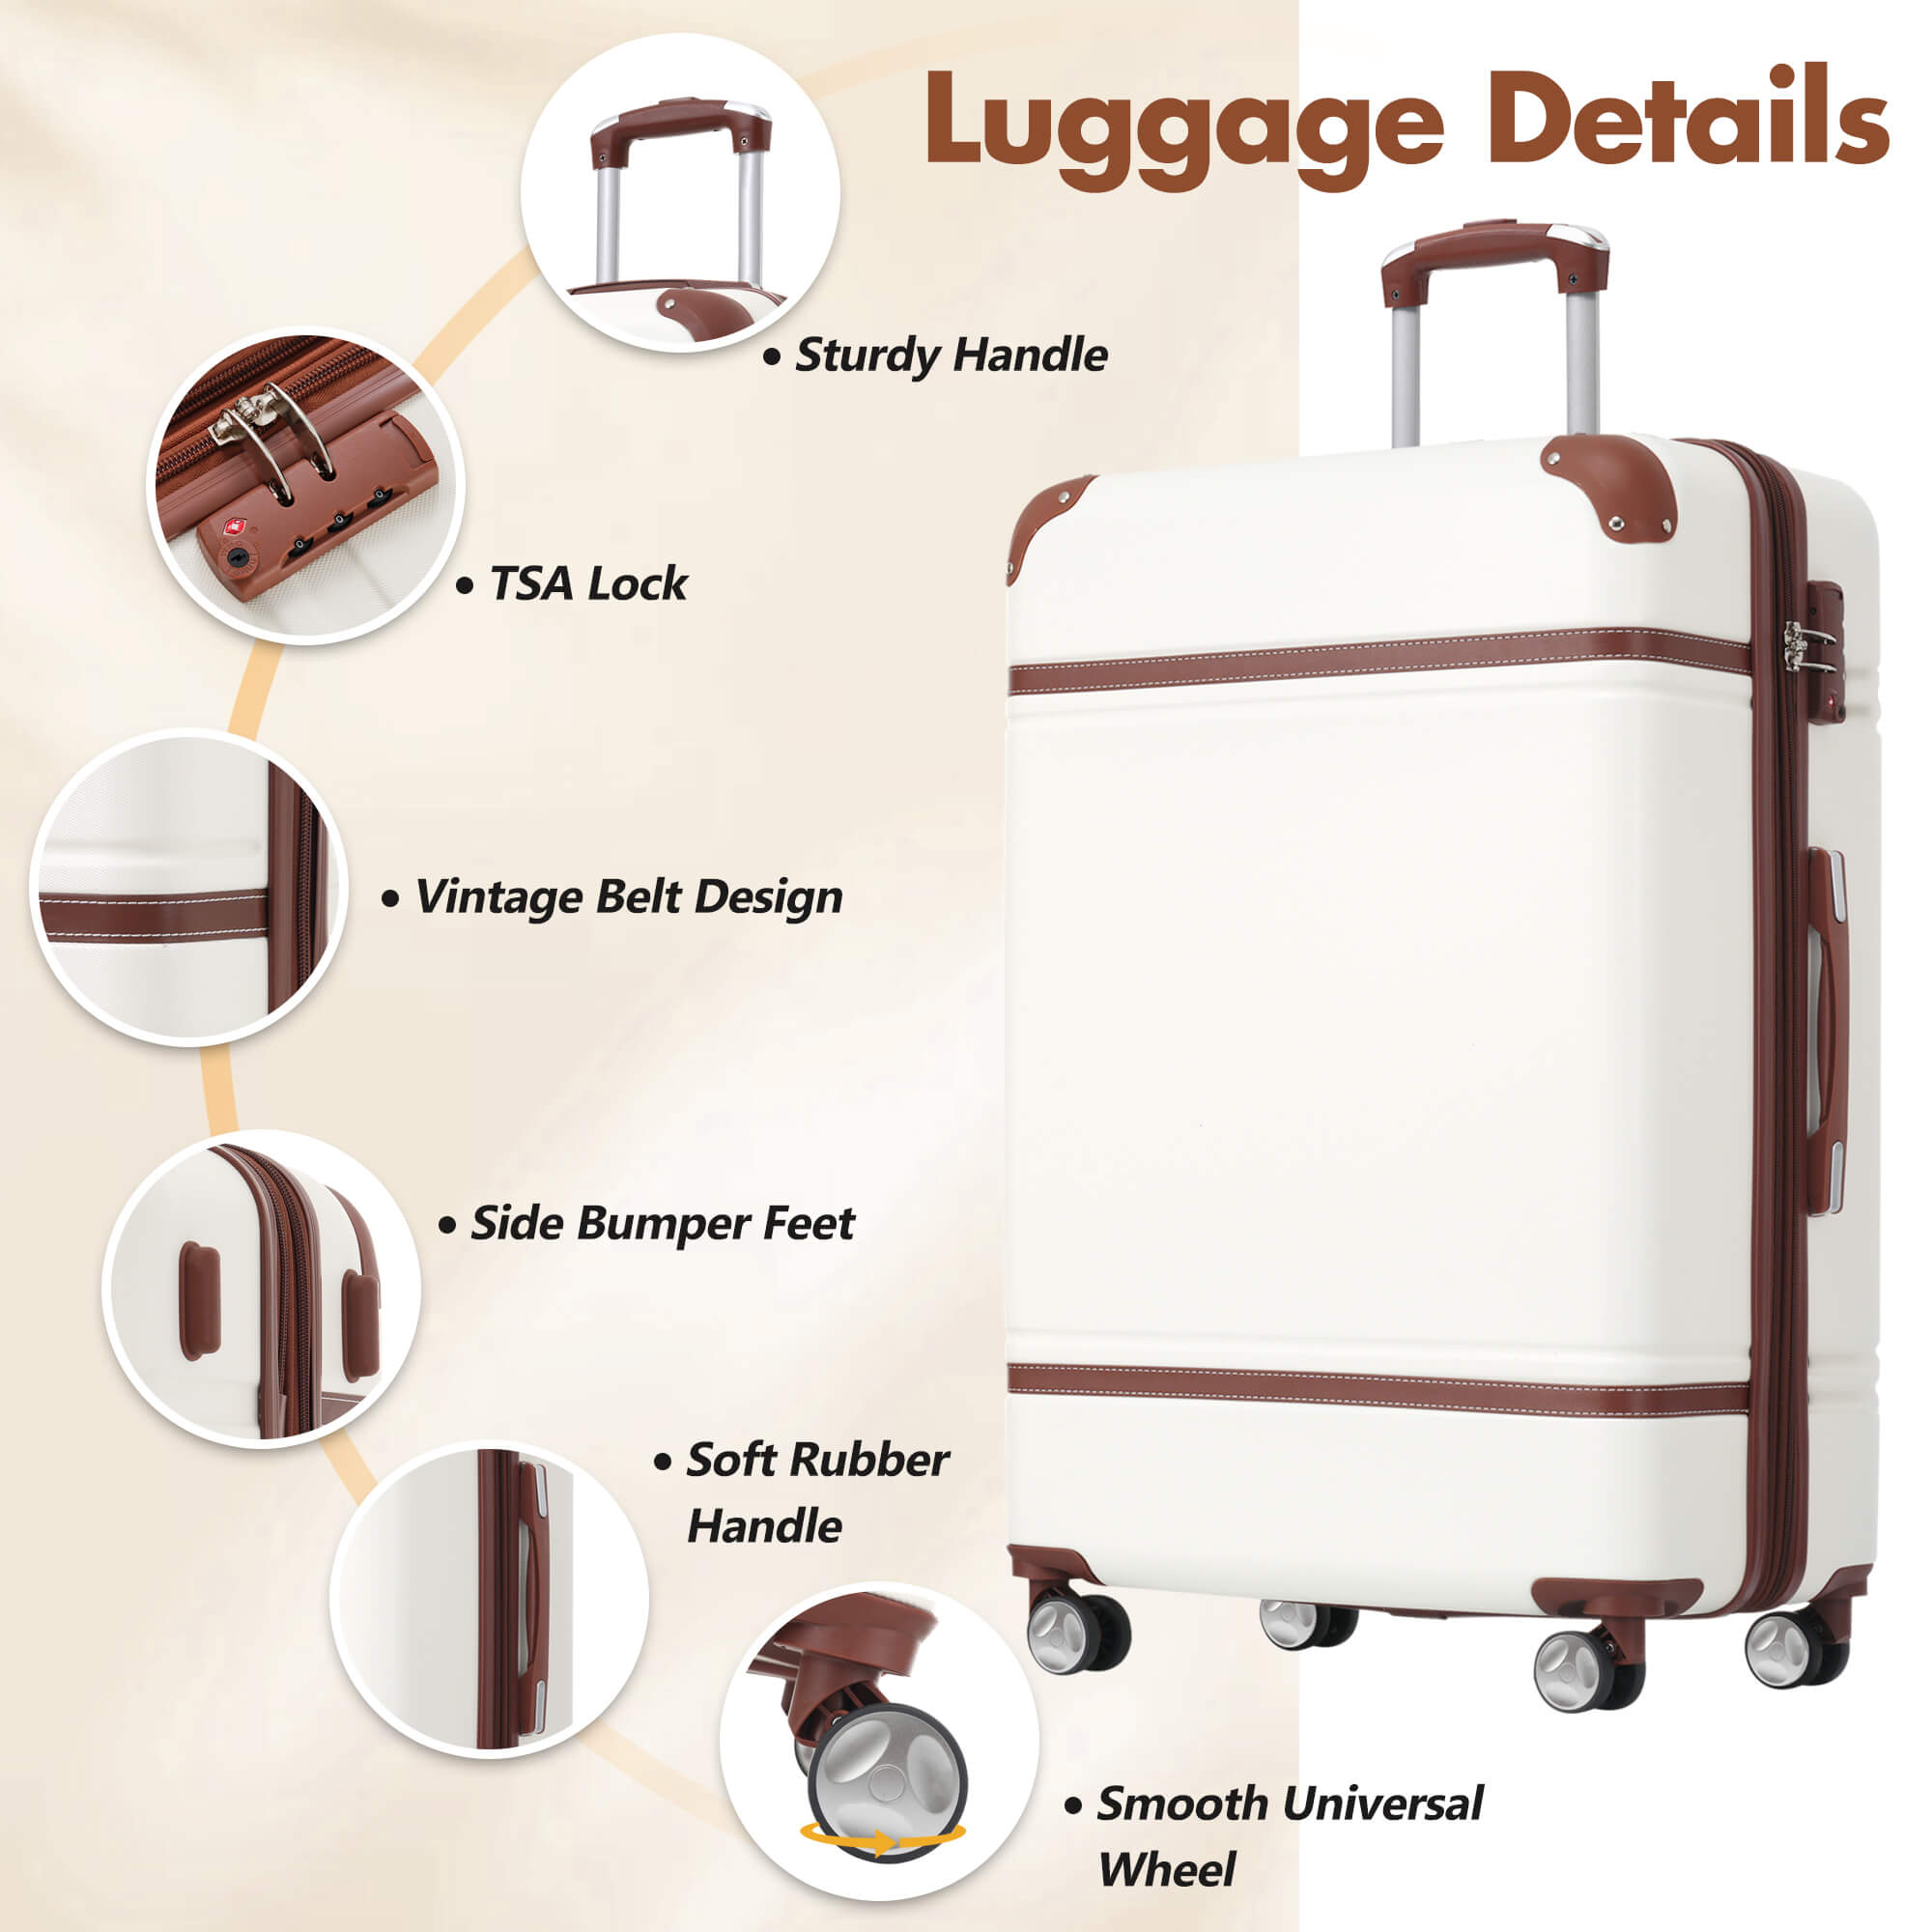 Luggage Details
• Sturdy Handle
• TSA Lock
• Vintage Belt Design
• Side Bumper Feet
• Soft Rubber
Handle
• Smooth Universal
Wheel